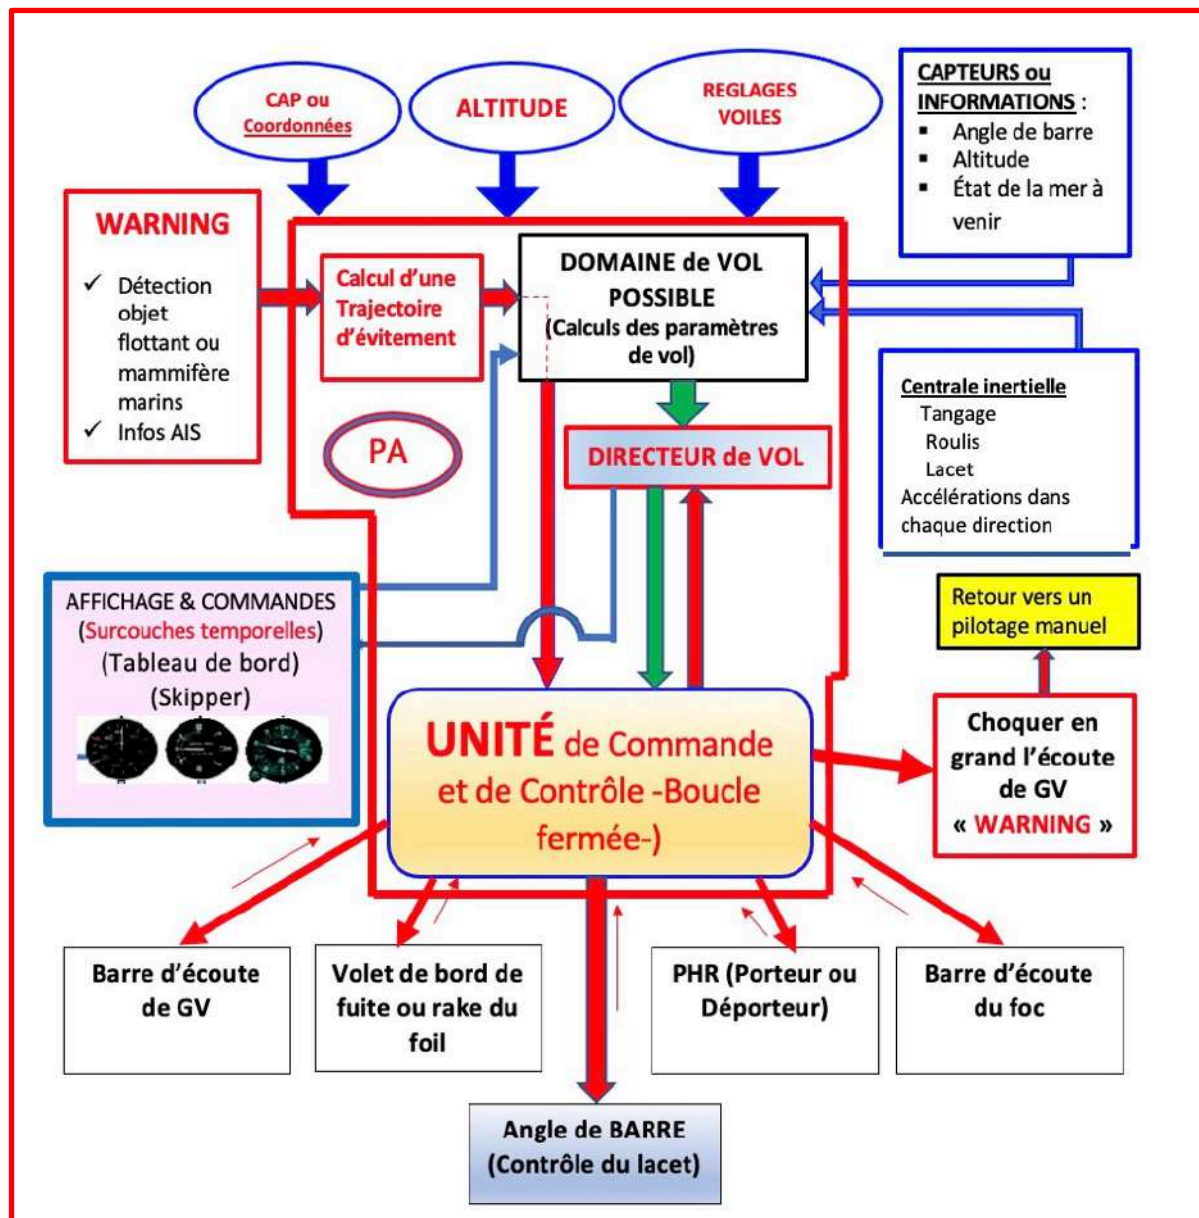 CAP ou
Coordonnées
ALTITUDE
REGLAGES
VOILES
CAPTEURS ou
INFORMATIONS :
▪ Angle de barre
▪ Altitude
▪ État de la mer à
venir
WARNING
✓ Détection
objet
flottant ou
mammifère
marins
✓ Infos AIS
Calcul d'une
Trajectoire
d'évitement
DOMAINE de VOL
POSSIBLE
(Calculs des paramètres
de vol)
PA
DIRECTEUR de VOL
Centrale inertielle
Tangage
Roulis
Lacet
Accélérations dans
chaque direction
AFFICHAGE & COMMANDES
(Surcouches temporelles)
(Tableau de bord)
(Skipper)
Retour vers un
pilotage manuel
UNITÉ de Commande
et de Contrôle -Boucle
fermée-)
Choquer en
grand l'écoute
de GV
« WARNING »
Barre d'écoute
de GV
Volet de bord de
fuite ou rake du
foil
PHR (Porteur ou
Déporteur)
Barre d'écoute
du foc
Angle de BARRE
(Contrôle du lacet)